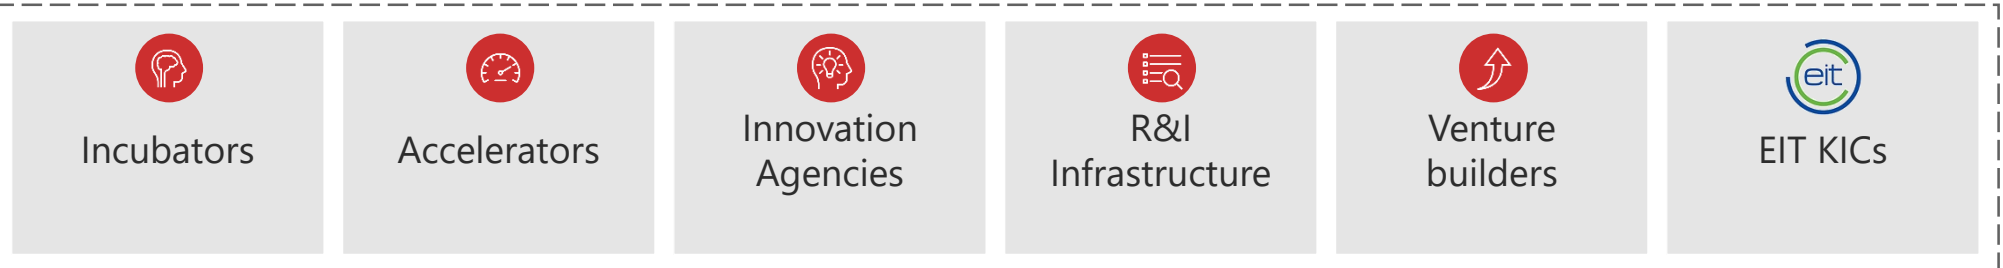 Incubators
Accelerators
Innovation
Agencies
R&I
Infrastructure
Venture
builders
eit
EIT KICs